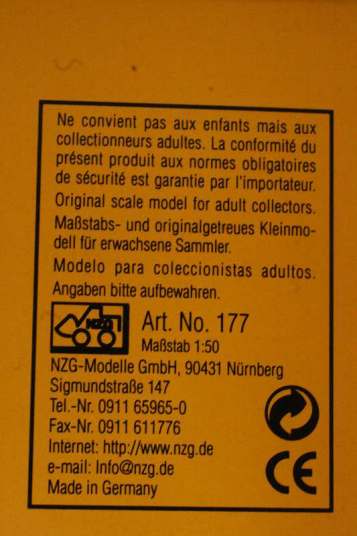 Ne convient pas aux enfants mais aux
collectionneurs adultes. La conformité du
présent produit aux normes obligatoires
de sécurité est garantie par l'importateur.
Original scale model for adult collectors.
Maßstabs- und originalgetreues Kleinmo-
dell für erwachsene Sammler.
Modelo para coleccionistas adultos.
Angaben bitte aufbewahren.
NZG
Art. No. 177
Maßstab 1:50
NZG-Modelle GmbH, 90431 Nürnberg
Sigmundstraße 147
Tel.-Nr. 0911 65965-0
Fax-Nr. 0911 611776
Internet: http://www.nzg.de
e-mail: Info@nzg.de
Made in Germany
CE